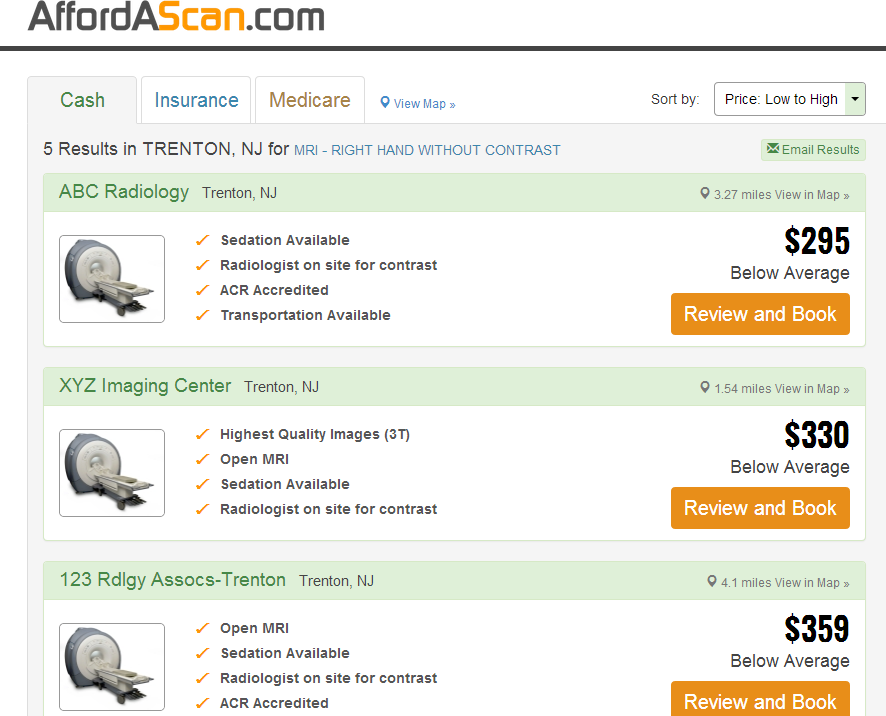 AffordAScan.com
Cash Insurance Medicare View Map » Sort by: Price: Low to High
5 Results in TRENTON, NJ for MRI - RIGHT HAND WITHOUT CONTRAST Email Results
ABC Radiology Trenton, NJ 3.27 miles View in Map »
Sedation Available
Radiologist on site for contrast
ACR Accredited
Transportation Available
$295
Below Average
Review and Book
XYZ Imaging Center Trenton, NJ 1.54 miles View in Map »
Highest Quality Images (3T)
Open MRI
Sedation Available
Radiologist on site for contrast
$330
Below Average
Review and Book
123 Rdlgy Assocs-Trenton Trenton, NJ 4.1 miles View in Map »
Open MRI
Sedation Available
Radiologist on site for contrast
ACR Accredited
$359
Below Average
Review and Book